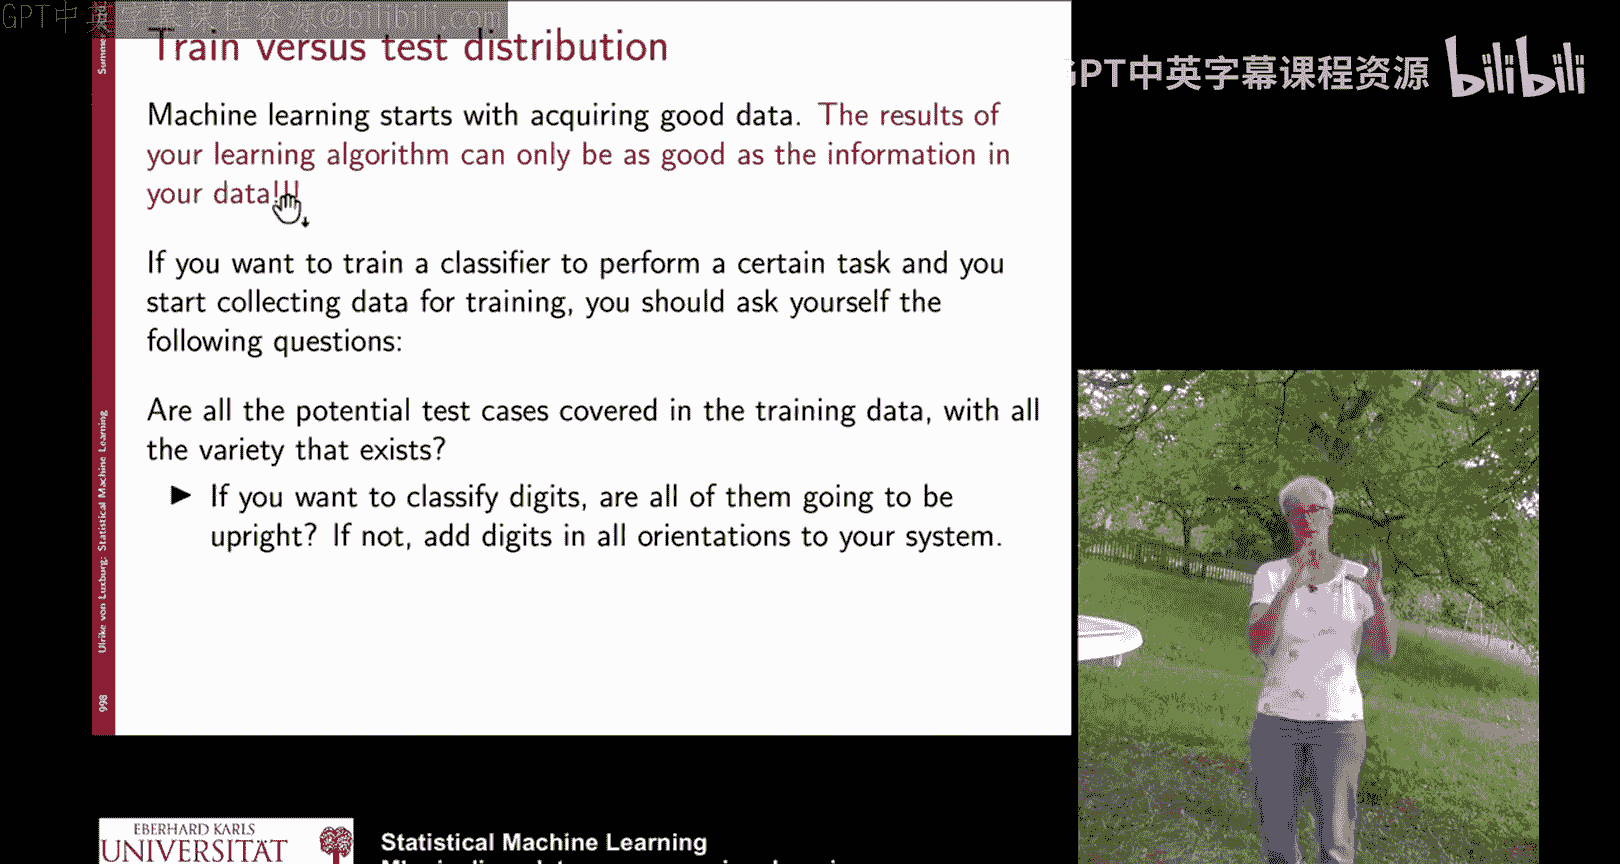 GPT中英字幕课程资源@bilibili.com
Train versus test distribution
GPT中英字幕课程资源 bilibili
Machine learning starts with acquiring good data. The results of
your learning algorithm can only be as good as the information in
your data!!!
If you want to train a classifier to perform a certain task and you
start collecting data for training, you should ask yourself the
following questions:
Are all the potential test cases covered in the training data, with all
the variety that exists?
► If you want to classify digits, are all of them going to be
upright? If not, add digits in all orientations to your system.
Ulrike von Luxburg: Statistical Machine Learning
998
EBERHARD KARLS
UNIVERSITÄT
Statistical Machine Learning